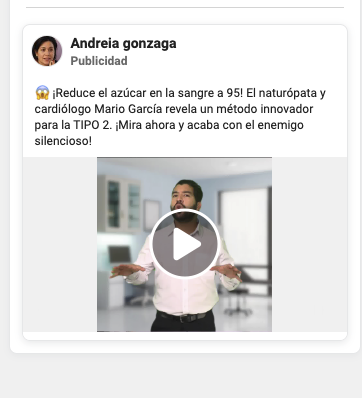 Andreia gonzaga
Publicidad
😱 ¡Reduce el azúcar en la sangre a 95! El naturópata y
cardiólogo Mario García revela un método innovador
para la TIPO 2. ¡Mira ahora y acaba con el enemigo
silencioso!